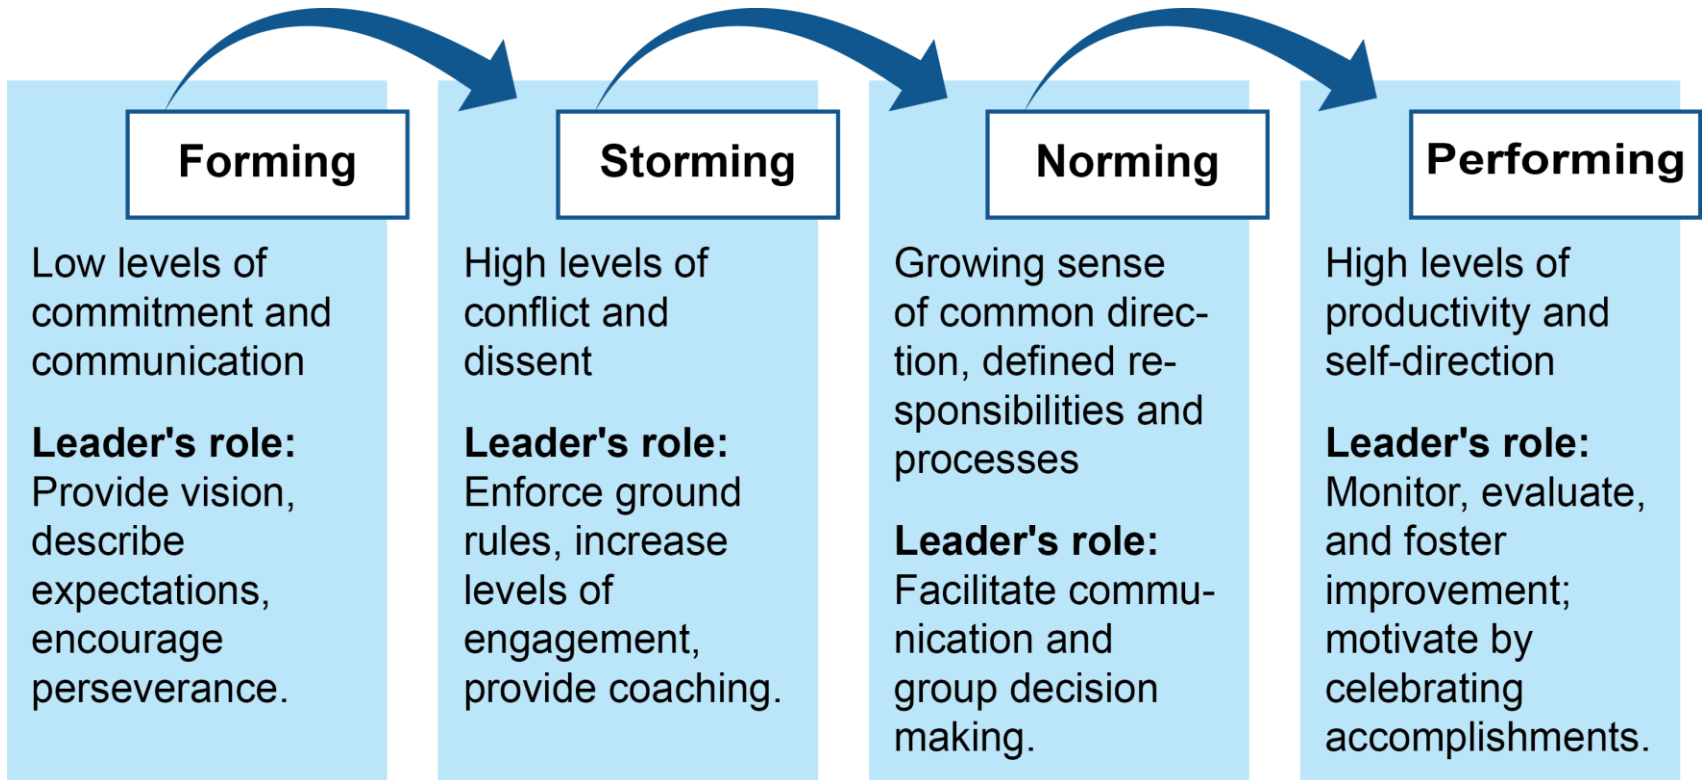 Forming
Low levels of
commitment and
communication
Leader's role:
Provide vision,
describe
expectations,
encourage
perseverance.
Storming
High levels of
conflict and
dissent
Leader's role:
Enforce ground
rules, increase
levels of
engagement,
provide coaching.
Norming
Growing sense
of common direc-
tion, defined re-
sponsibilities and
processes
Leader's role:
Facilitate commu-
nication and
group decision
making.
Performing
High levels of
productivity and
self-direction
Leader's role:
Monitor, evaluate,
and foster
improvement;
motivate by
celebrating
accomplishments.